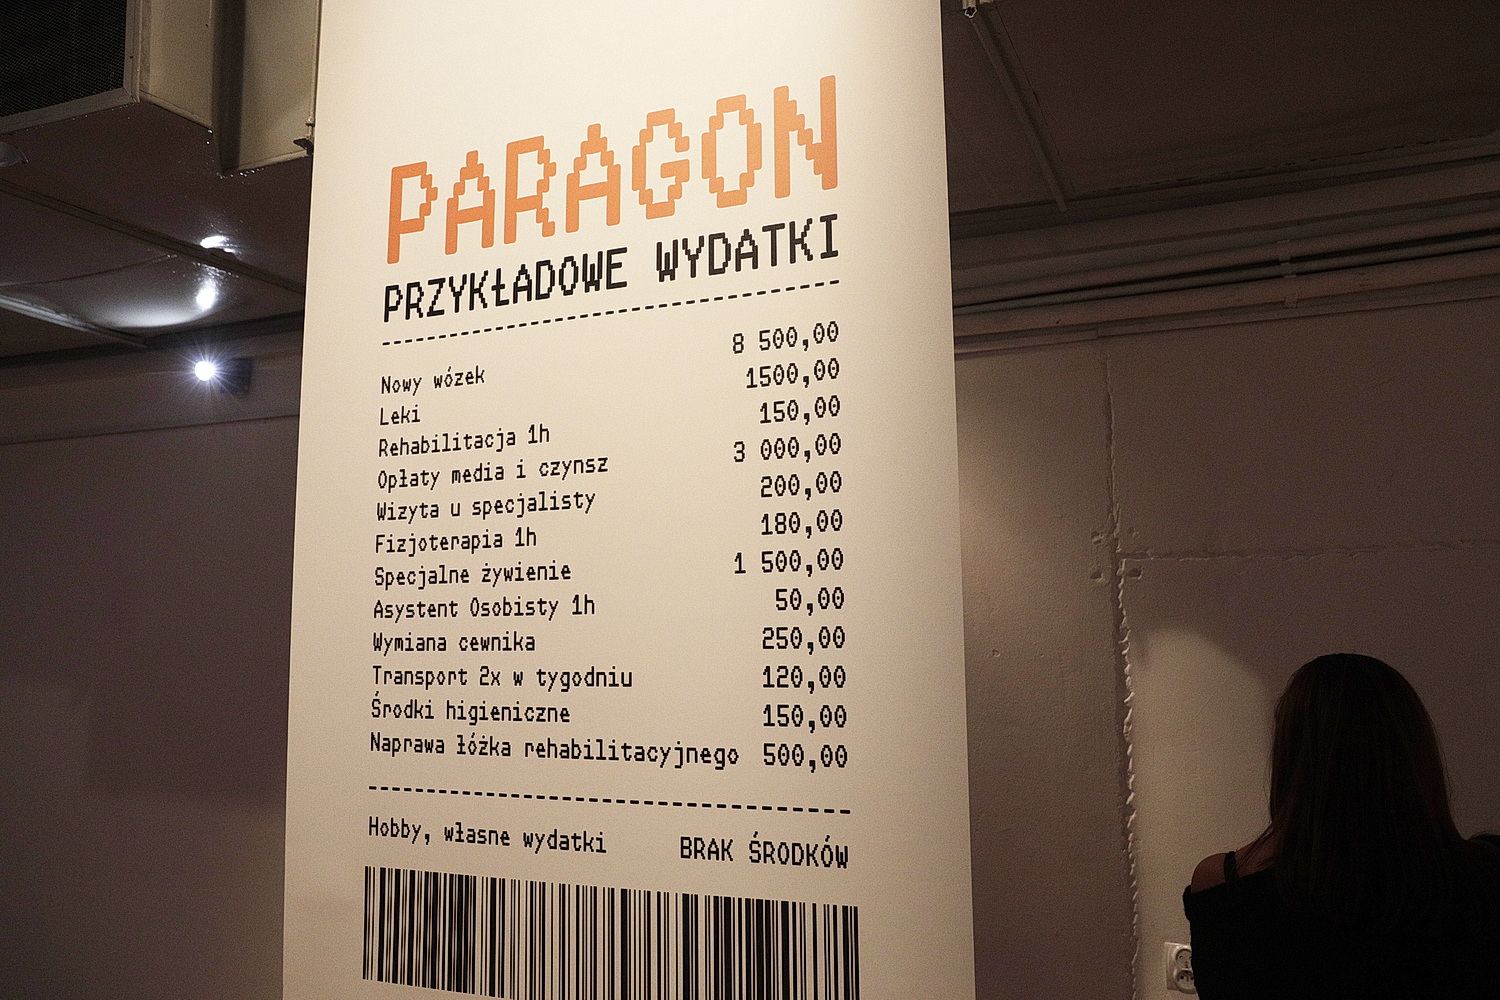 PARAGON
PRZYKŁADOWE WYDATKI
Nowy wózek 8 500,00
Leki 1500,00
Rehabilitacja 1h 150,00
Opłaty media i czynsz 3 000,00
Wizyta u specjalisty 200,00
Fizjoterapia 1h 180,00
Specjalne żywienie 1 500,00
Asystent Osobisty 1h 50,00
Wymiana cewnika 250,00
Transport 2x w tygodniu 120,00
Środki higieniczne 150,00
Naprawa łóżka rehabilitacyjnego 500,00
Hobby, własne wydatki BRAK ŚRODKÓW